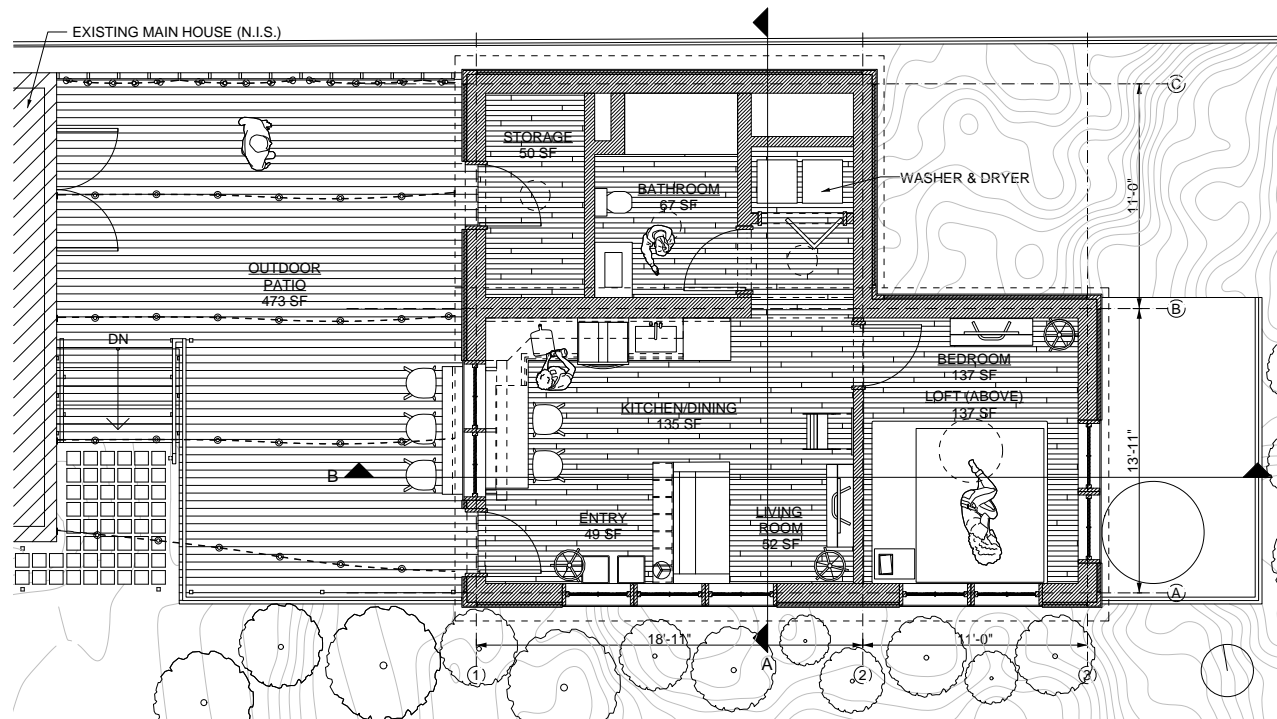 EXISTING MAIN HOUSE (N.I.S.)
C
STORAGE
50 SF
WASHER & DRYER
BATHROOM
67 SF
11'-0"
OUTDOOR
PATIO
473 SF
B
DN
BEDROOM
137 SF
LOFT (ABOVE)
137 SF
KITCHEN/DINING
135 SF
13'-11"
B
ENTRY
49 SF
LIVING
ROOM
52 SF
A
18'-11"
11'-0"
A
1
2
3